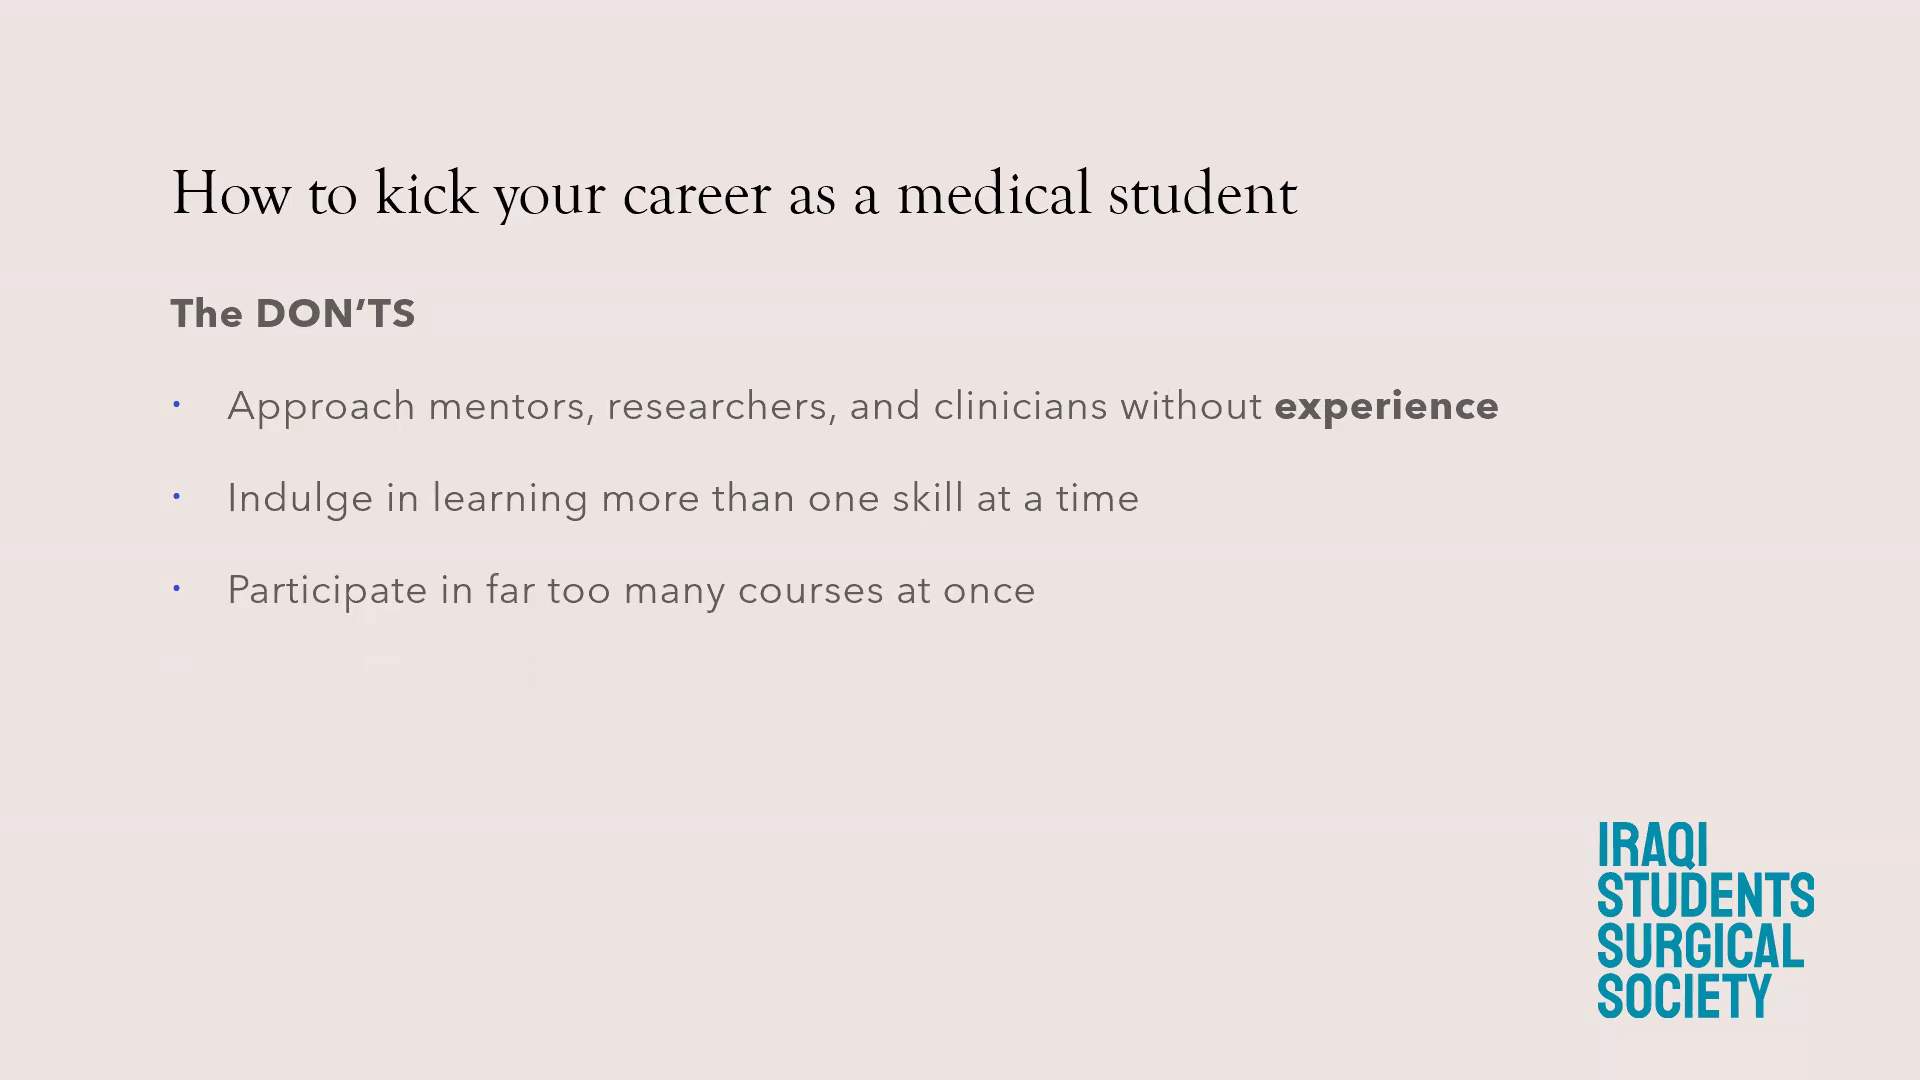 How to kick your career as a medical student
The DON’TS
• Approach mentors, researchers, and clinicians without experience
• Indulge in learning more than one skill at a time
• Participate in far too many courses at once
IRAQI
STUDENTS
SURGICAL
SOCIETY